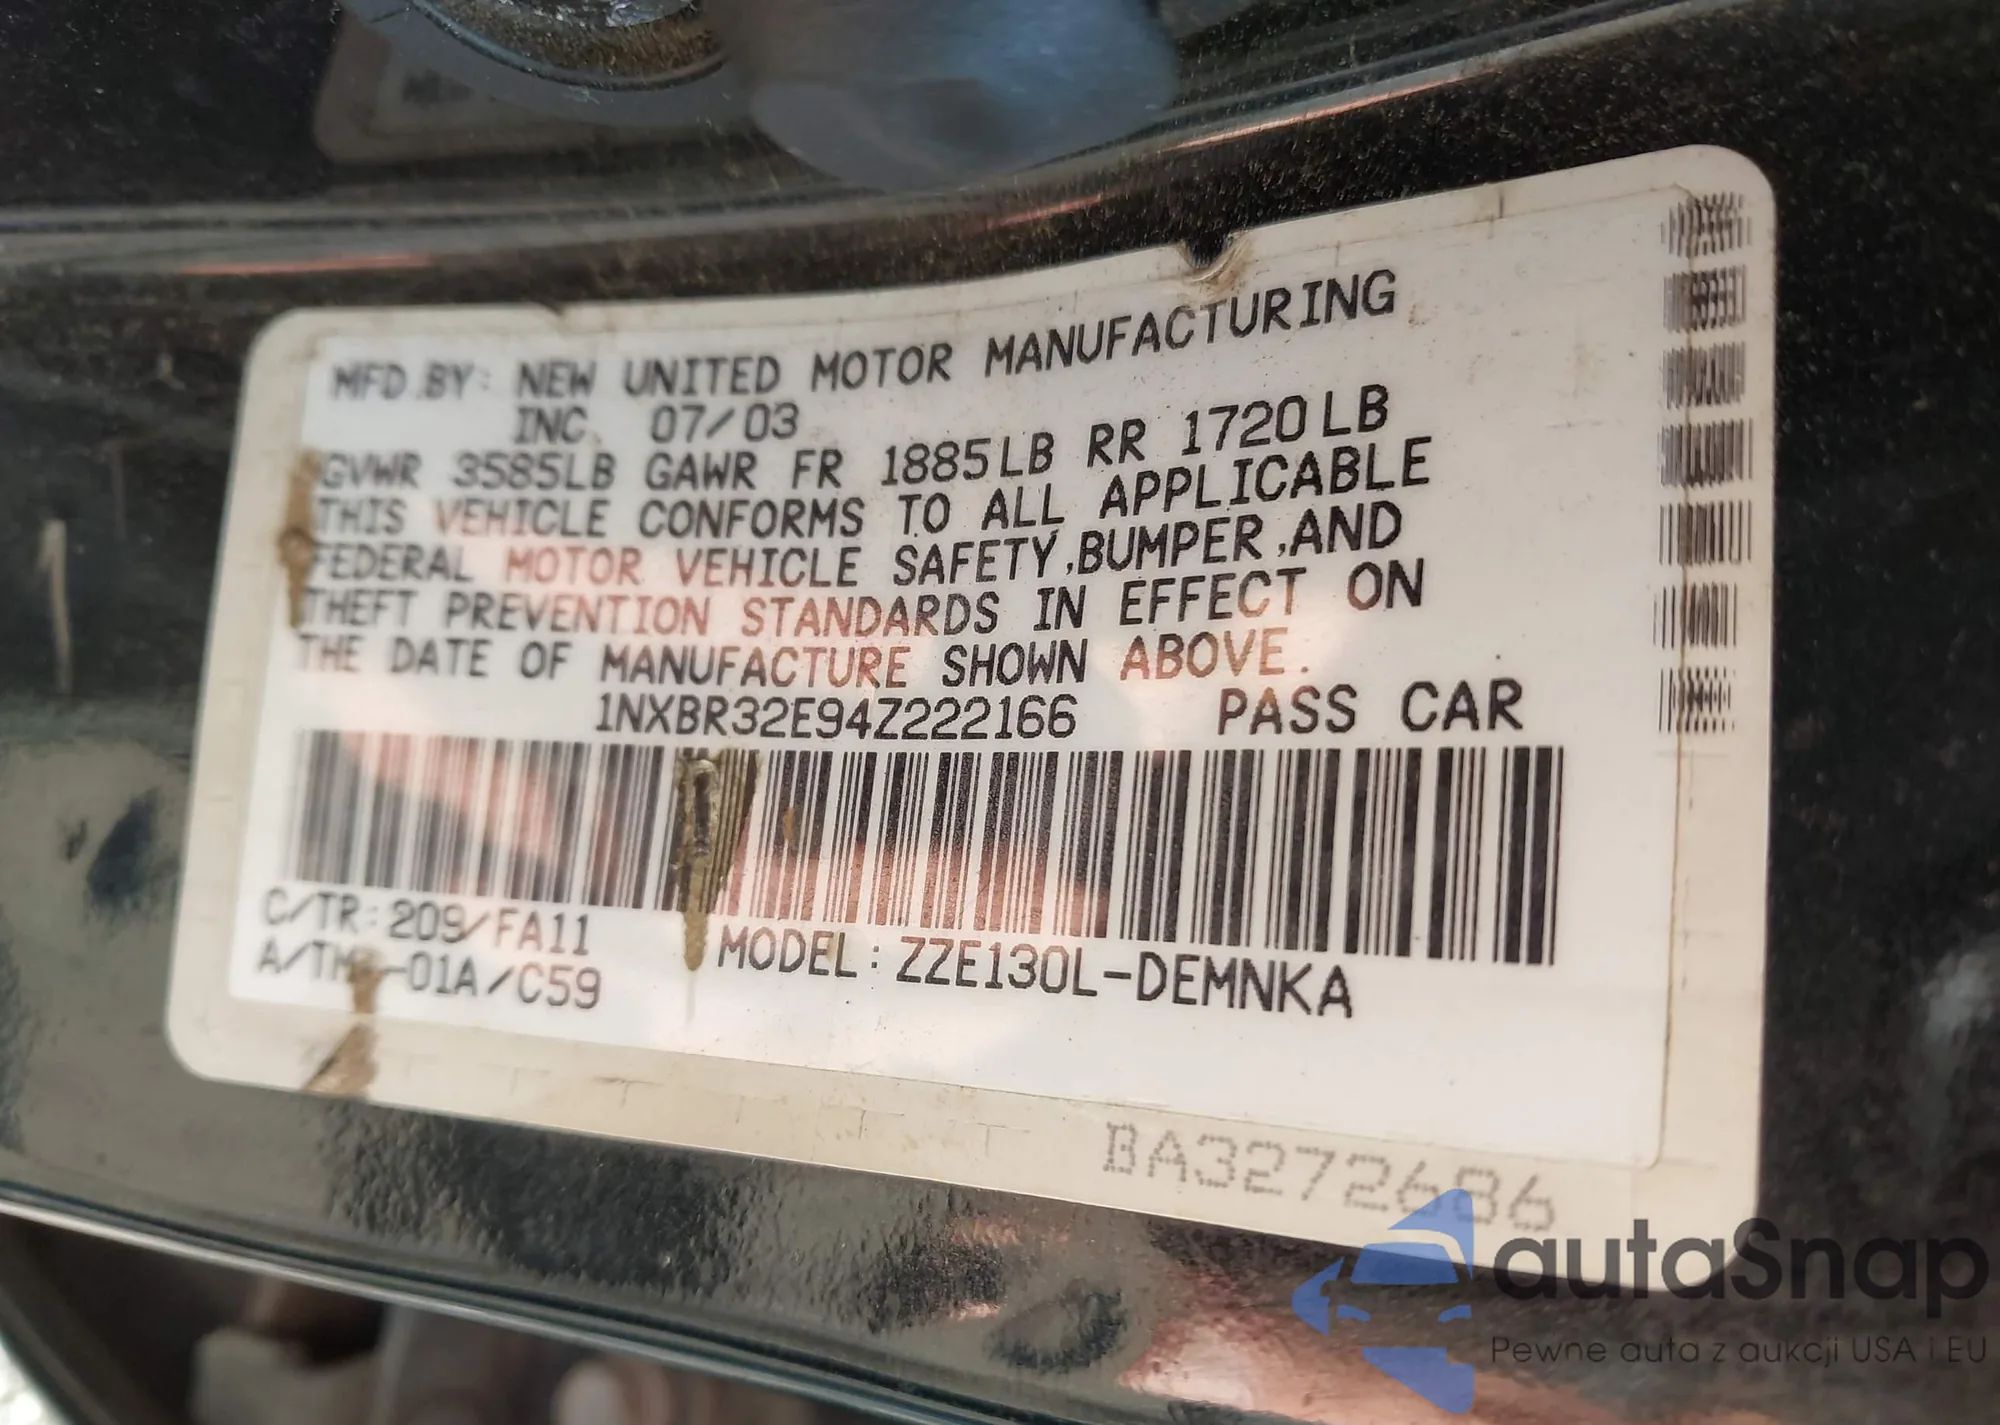 MFD.BY: NEW UNITED MOTOR MANUFACTURING
INC. 07/03
GVWR 3585LB GAWR FR 1885LB RR 1720LB
THIS VEHICLE CONFORMS TO ALL APPLICABLE
FEDERAL MOTOR VEHICLE SAFETY,BUMPER,AND
THEFT PREVENTION STANDARDS IN EFFECT ON
THE DATE OF MANUFACTURE SHOWN ABOVE.
1NXBR32E94Z222166 PASS CAR
C/TR: 209/FA11
-01A/C59
MODEL: ZZE130L-DEMNKA
BA3272686
autaSnap
Pewne auta z aukcji USA i EU